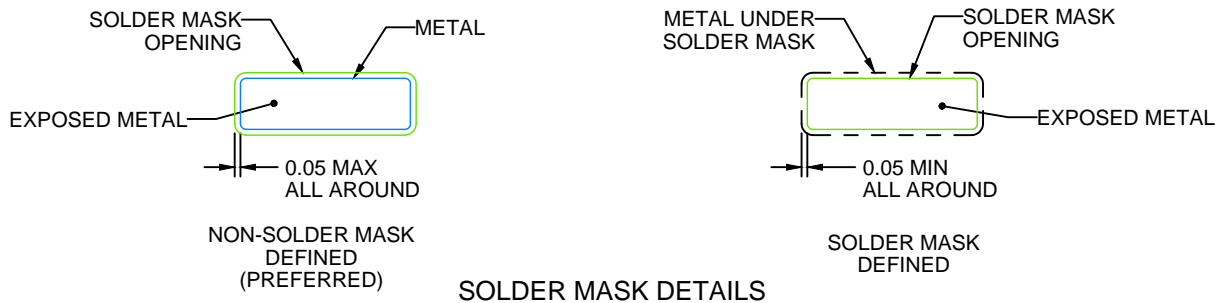 SOLDER MASK
OPENING
METAL
EXPOSED METAL
0.05 MAX
ALL AROUND
NON-SOLDER MASK
DEFINED
(PREFERRED)
METAL UNDER
SOLDER MASK
SOLDER MASK
OPENING
EXPOSED METAL
0.05 MIN
ALL AROUND
SOLDER MASK
DEFINED
SOLDER MASK DETAILS